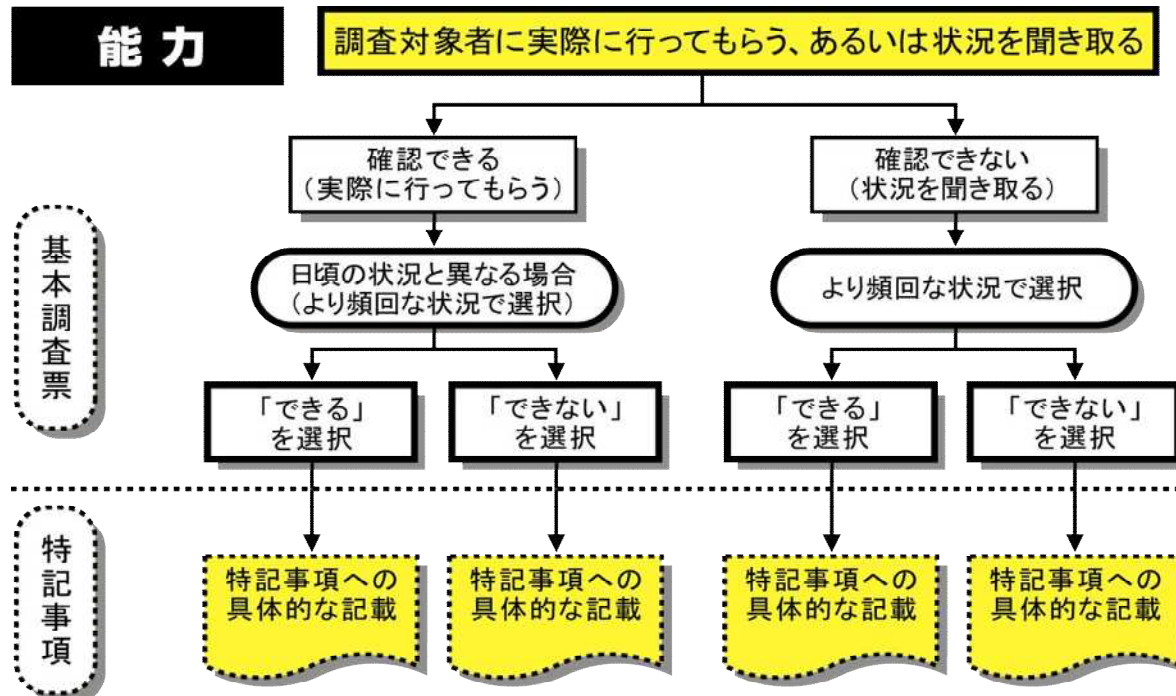 能力
調査対象者に実際に行ってもらう、あるいは状況を聞き取る
確認できる
（実際に行ってもらう）
確認できない
（状況を聞き取る）
基本調査票
日頃の状況と異なる場合
（より頻回な状況で選択）
より頻回な状況で選択
「できる」
を選択
「できない」
を選択
「できる」
を選択
「できない」
を選択
特記事項
特記事項への
具体的な記載
特記事項への
具体的な記載
特記事項への
具体的な記載
特記事項への
具体的な記載